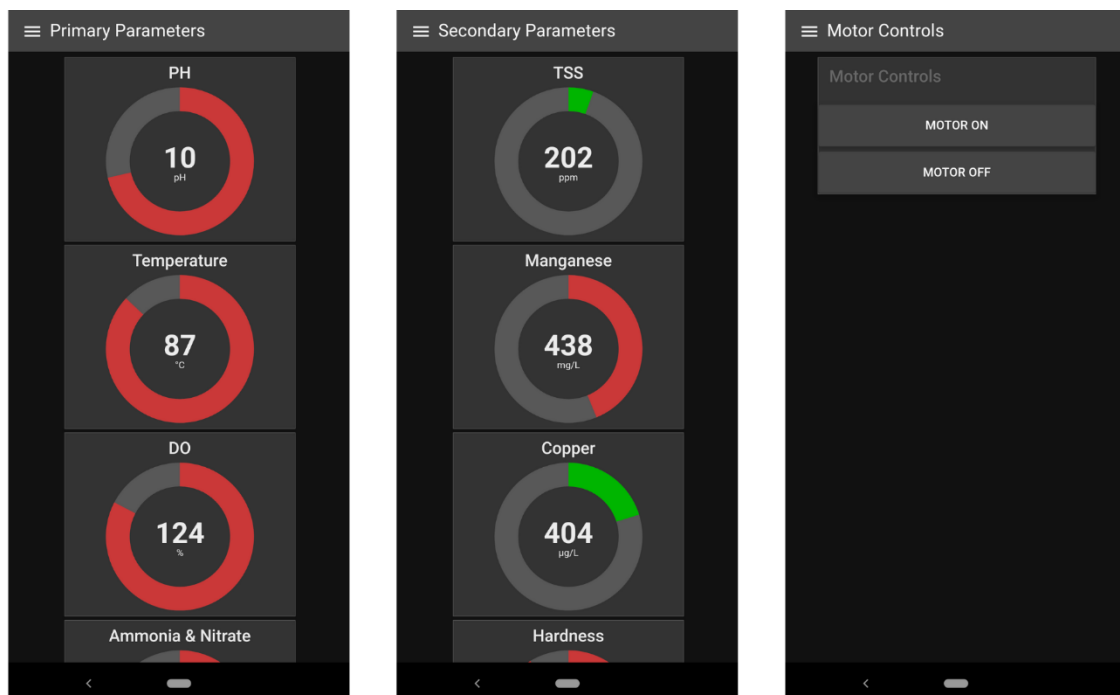 Primary Parameters
PH
10
pH
Temperature
87
°C
DO
124
%
Ammonia & Nitrate
Secondary Parameters
TSS
202
ppm
Manganese
438
mg/L
Copper
404
µg/L
Hardness
Motor Controls
Motor Controls
MOTOR ON
MOTOR OFF